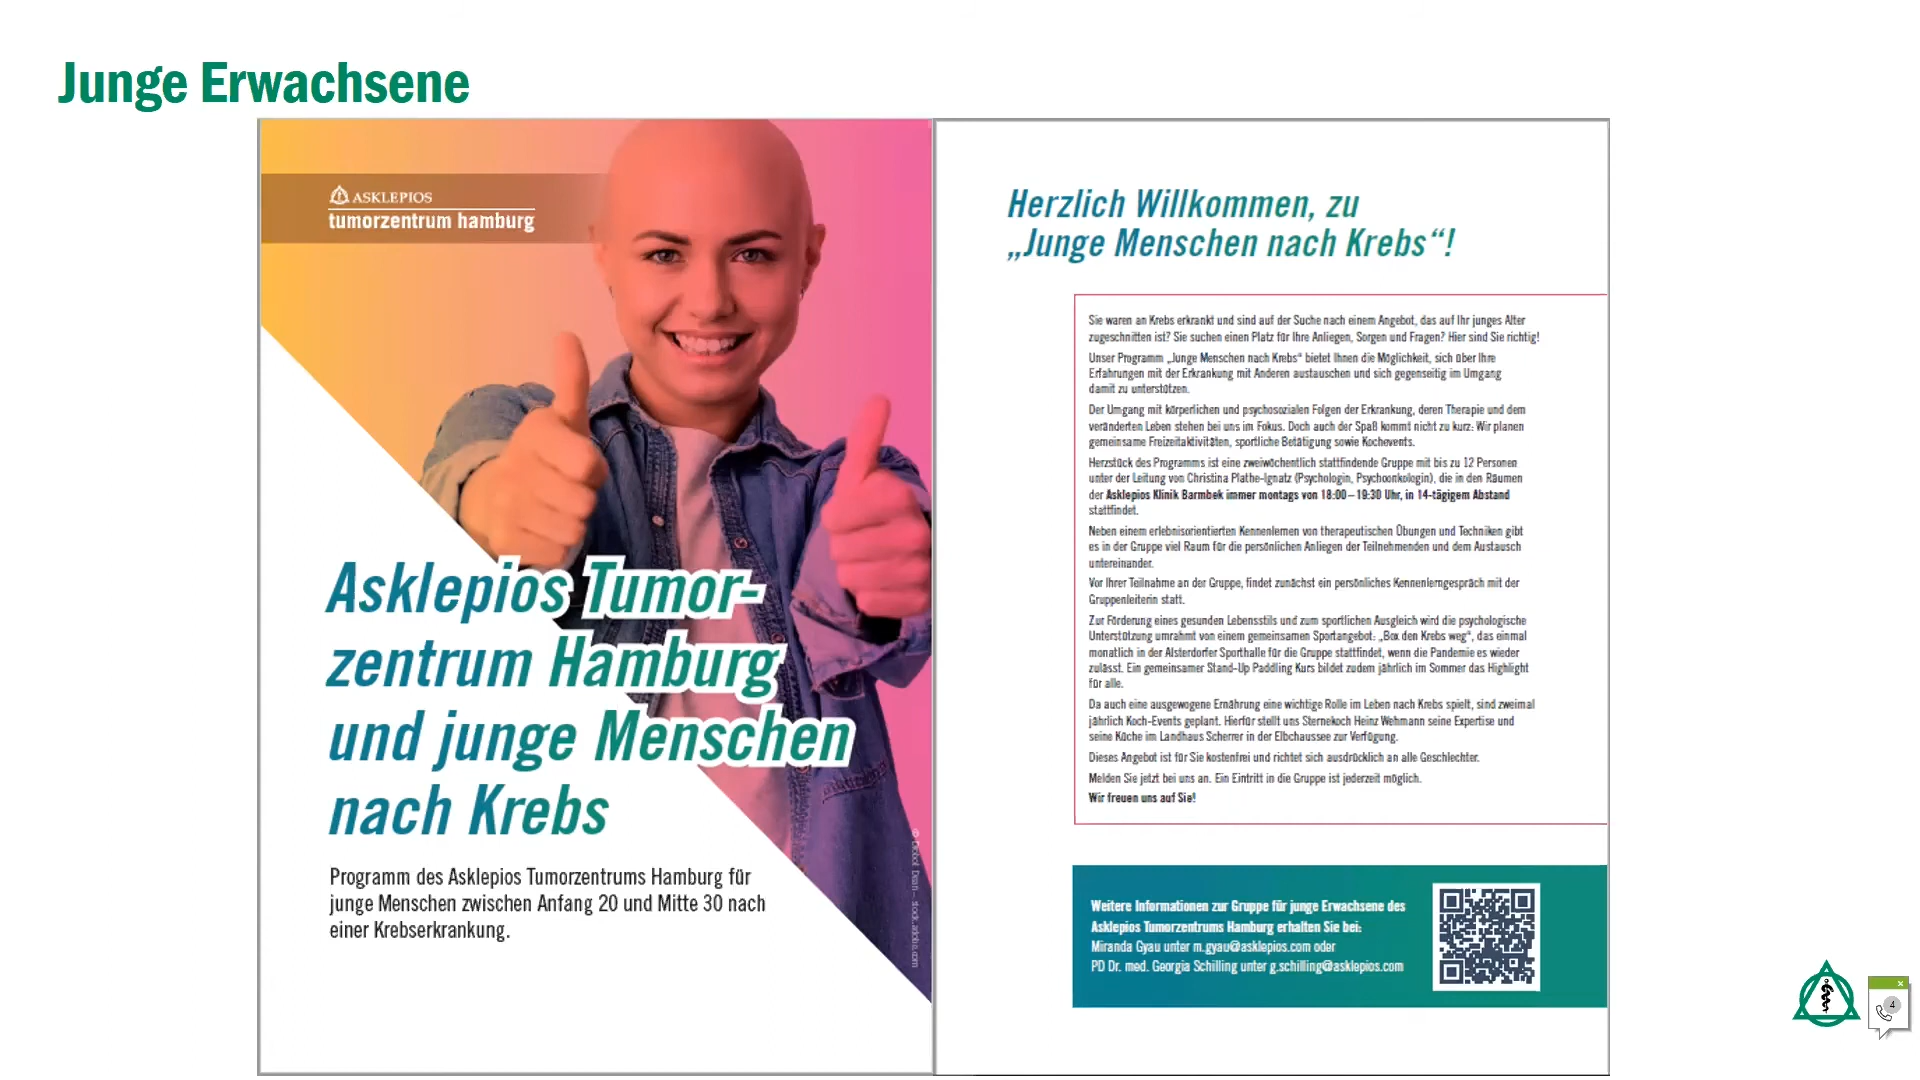 Junge Erwachsene
ASKLEPIOS
tumorzentrum hamburg
Asklepios Tumor-
zentrum Hamburg
und junge Menschen
nach Krebs
Programm des Asklepios Tumorzentrums Hamburg für
junge Menschen zwischen Anfang 20 und Mitte 30 nach
einer Krebserkrankung.
© Diobot Dean – stock.adobe.com
Herzlich Willkommen, zu
„Junge Menschen nach Krebs“!
Sie waren an Krebs erkrankt und sind auf der Suche nach einem Angebot, das auf Ihr junges Alter
zugeschnitten ist? Sie suchen einen Platz für Ihre Anliegen, Sorgen und Fragen? Hier sind Sie richtig!
Unser Programm „Junge Menschen nach Krebs“ bietet Ihnen die Möglichkeit, sich über Ihre
Erfahrungen mit der Erkrankung mit Anderen austauschen und sich gegenseitig im Umgang
damit zu unterstützen.
Der Umgang mit körperlichen und psychosozialen Folgen der Erkrankung, deren Therapie und dem
veränderten Leben stehen bei uns im Fokus. Doch auch der Spaß kommt nicht zu kurz: Wir planen
gemeinsame Freizeitaktivitäten, sportliche Betätigung sowie Kochevents.
Herzstück des Programms ist eine zweiwöchentlich stattfindende Gruppe mit bis zu 12 Personen
unter der Leitung von Christina Plathe-Ignatz (Psychologin, Psychoonkologin), die in den Räumen
der Asklepios Klinik Barmbek immer montags von 18:00 – 19:30 Uhr, in 14-tägigem Abstand
stattfindet.
Neben einem erlebnisorientierten Kennenlernen von therapeutischen Übungen und Techniken gibt
es in der Gruppe viel Raum für die persönlichen Anliegen der Teilnehmenden und dem Austausch
untereinander.
Vor Ihrer Teilnahme an der Gruppe, findet zunächst ein persönliches Kennenlerngespräch mit der
Gruppenleiterin statt.
Zur Förderung eines gesunden Lebensstils und zum sportlichen Ausgleich wird die psychologische
Unterstützung umrahmt von einem gemeinsamen Sportangebot: „Box den Krebs weg“, das einmal
monatlich in der Alsterdorfer Sporthalle für die Gruppe stattfindet, wenn die Pandemie es wieder
zulässt. Ein gemeinsamer Stand-Up Paddling Kurs bildet zudem jährlich im Sommer das Highlight
für alle.
Da auch eine ausgewogene Ernährung eine wichtige Rolle im Leben nach Krebs spielt, sind zweimal
jährlich Koch-Events geplant. Hierfür stellt uns Sternekoch Heinz Wehmann seine Expertise und
seine Küche im Landhaus Scherrer in der Elbchaussee zur Verfügung.
Dieses Angebot ist für Sie kostenfrei und richtet sich ausdrücklich an alle Geschlechter.
Melden Sie jetzt bei uns an. Ein Eintritt in die Gruppe ist jederzeit möglich.
Wir freuen uns auf Sie!
Weitere Informationen zur Gruppe für junge Erwachsene des
Asklepios Tumorzentrums Hamburg erhalten Sie bei:
Miranda Gyau unter m.gyau@asklepios.com oder
PD Dr. med. Georgia Schilling unter g.schilling@asklepios.com
4